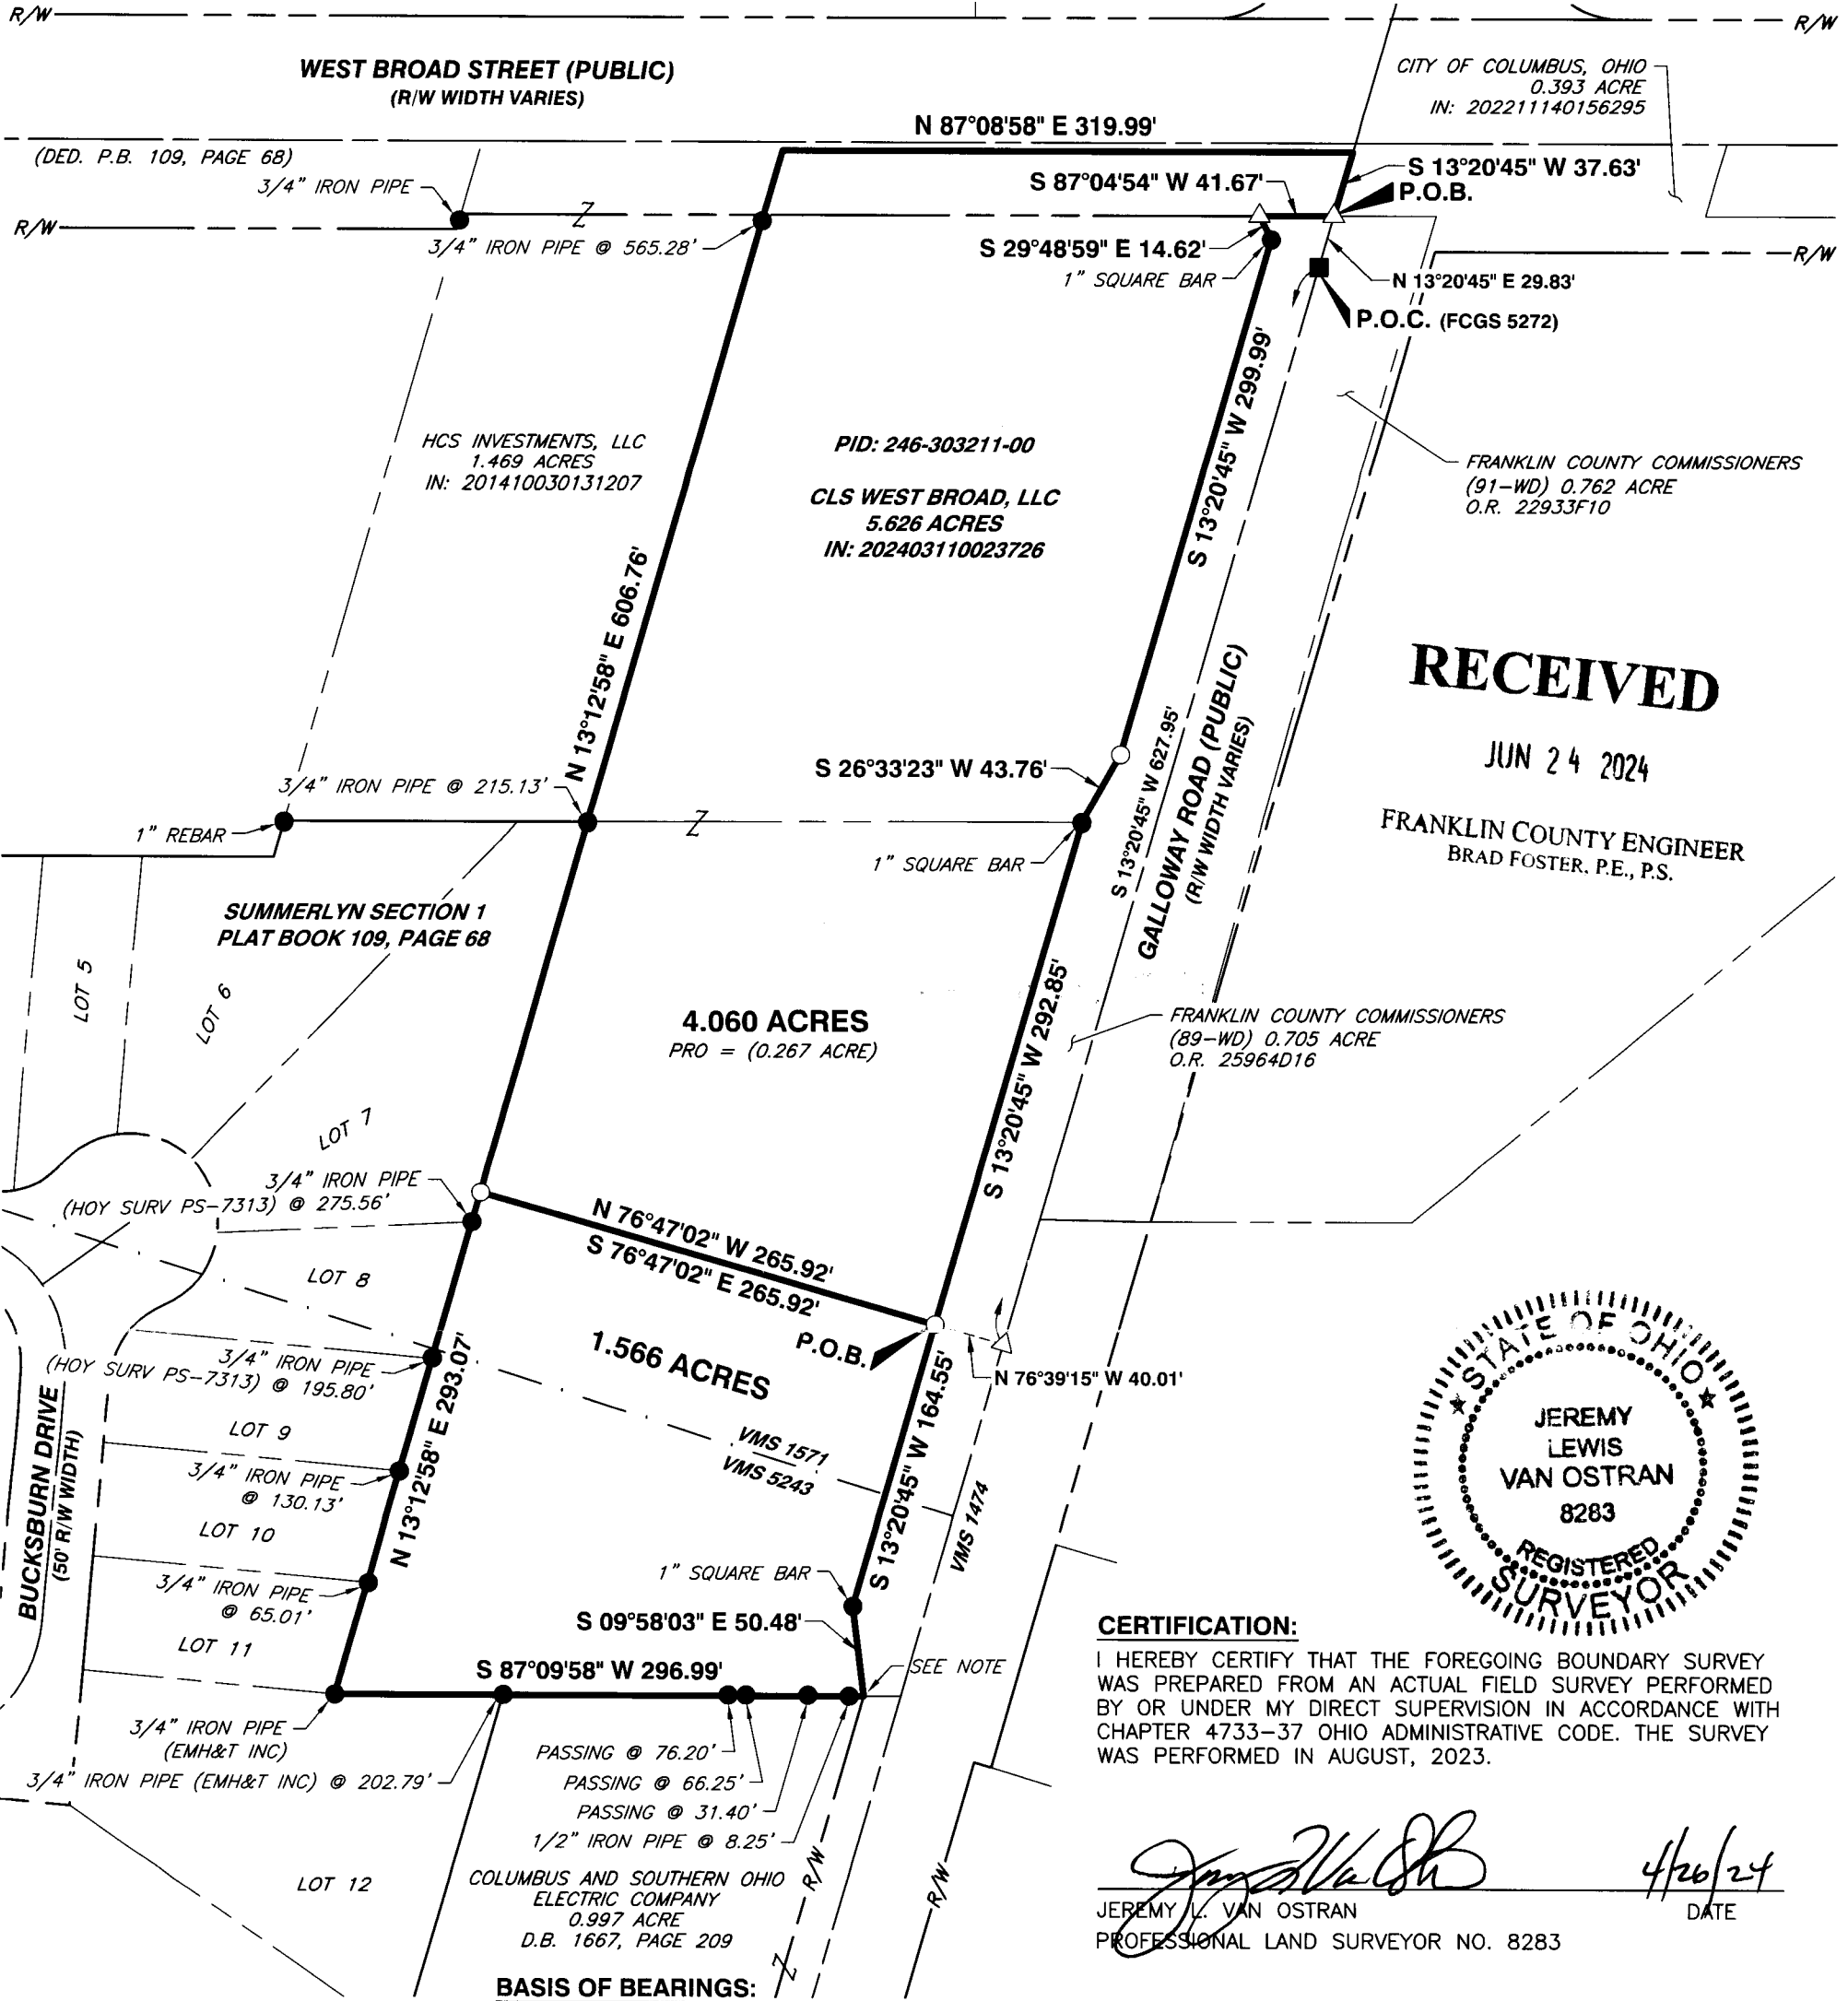 R/W
R/W
WEST BROAD STREET (PUBLIC)
(R/W WIDTH VARIES)
CITY OF COLUMBUS, OHIO
0.393 ACRE
IN: 202211140156295
N 87°08'58" E 319.99'
(DED. P.B. 109, PAGE 68)
3/4" IRON PIPE
S 13°20'45" W 37.63'
S 87°04'54" W 41.67'
P.O.B.
R/W
Z
3/4" IRON PIPE @ 565.28'
S 29°48'59" E 14.62'
1" SQUARE BAR
R/W
N 13°20'45" E 29.83'
P.O.C. (FCGS 5272)
S 13°20'45" W 299.99'
HCS INVESTMENTS, LLC
1.469 ACRES
IN: 201410030131207
PID: 246-303211-00
CLS WEST BROAD, LLC
5.626 ACRES
IN: 202403110023726
FRANKLIN COUNTY COMMISSIONERS
(91-WD) 0.762 ACRE
O.R. 22933F10
N 13°12'58" E 606.76'
RECEIVED
JUN 24 2024
FRANKLIN COUNTY ENGINEER
BRAD FOSTER, P.E., P.S.
S 13°20'45" W 627.95'
GALLOWAY ROAD (PUBLIC)
(R/W WIDTH VARIES)
S 26°33'23" W 43.76'
3/4" IRON PIPE @ 215.13'
1" REBAR
Z
1" SQUARE BAR
SUMMERLYN SECTION 1
PLAT BOOK 109, PAGE 68
LOT 5
LOT 6
4.060 ACRES
PRO = (0.267 ACRE)
S 13°20'45" W 292.85'
FRANKLIN COUNTY COMMISSIONERS
(89-WD) 0.705 ACRE
O.R. 25964D16
LOT 7
3/4" IRON PIPE
(HOY SURV PS-7313) @ 275.56'
N 76°47'02" W 265.92'
S 76°47'02" E 265.92'
LOT 8
P.O.B.
N 76°39'15" W 40.01'
1.566 ACRES
3/4" IRON PIPE
(HOY SURV PS-7313) @ 195.80'
N 13°12'58" E 293.07'
BUCKSBURN DRIVE
(50' R/W WIDTH)
LOT 9
VMS 1571
VMS 5243
S 13°20'45" W 164.55'
VMS 1474
3/4" IRON PIPE
@ 130.13'
LOT 10
3/4" IRON PIPE
@ 65.01'
1" SQUARE BAR
S 09°58'03" E 50.48'
LOT 11
S 87°09'58" W 296.99'
SEE NOTE
3/4" IRON PIPE
(EMH&T INC)
3/4" IRON PIPE (EMH&T INC) @ 202.79'
PASSING @ 76.20'
PASSING @ 66.25'
PASSING @ 31.40'
1/2" IRON PIPE @ 8.25'
R/W
R/W
LOT 12
COLUMBUS AND SOUTHERN OHIO
ELECTRIC COMPANY
0.997 ACRE
D.B. 1667, PAGE 209
Z
BASIS OF BEARINGS:
STATE OF OHIO
JEREMY
LEWIS
VAN OSTRAN
8283
REGISTERED
SURVEYOR
CERTIFICATION:
I HEREBY CERTIFY THAT THE FOREGOING BOUNDARY SURVEY
WAS PREPARED FROM AN ACTUAL FIELD SURVEY PERFORMED
BY OR UNDER MY DIRECT SUPERVISION IN ACCORDANCE WITH
CHAPTER 4733-37 OHIO ADMINISTRATIVE CODE. THE SURVEY
WAS PERFORMED IN AUGUST, 2023.
4/26/24
JEREMY L. VAN OSTRAN
DATE
PROFESSIONAL LAND SURVEYOR NO. 8283